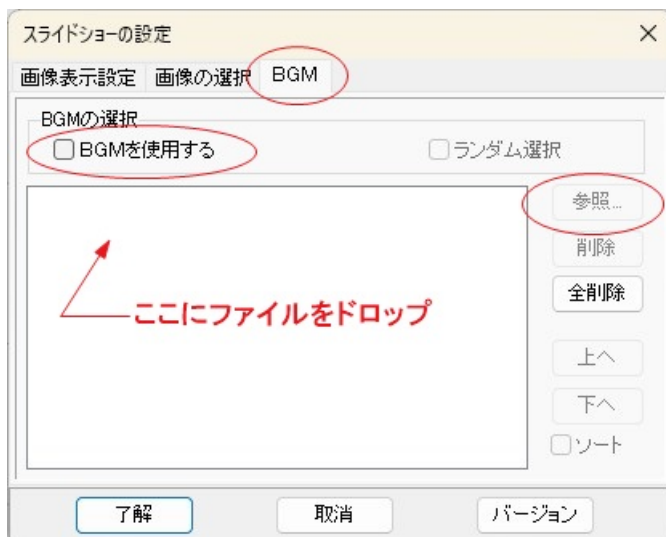 スライドショーの設定
画像表示設定 画像の選択 BGM
BGMの選択
BGMを使用する ランダム選択
参照...
削除
全削除
ここにファイルをドロップ
上へ
下へ
ソート
了解 取消 バージョン